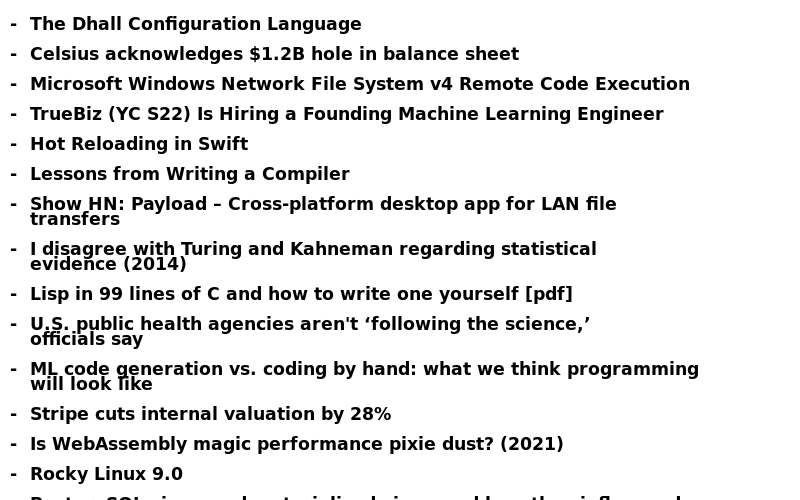 - The Dhall Configuration Language
- Celsius acknowledges $1.2B hole in balance sheet
- Microsoft Windows Network File System v4 Remote Code Execution
- TrueBiz (YC S22) Is Hiring a Founding Machine Learning Engineer
- Hot Reloading in Swift
- Lessons from Writing a Compiler
- Show HN: Payload – Cross-platform desktop app for LAN file
transfers
- I disagree with Turing and Kahneman regarding statistical
evidence (2014)
- Lisp in 99 lines of C and how to write one yourself [pdf]
- U.S. public health agencies aren't ‘following the science,’
officials say
- ML code generation vs. coding by hand: what we think programming
will look like
- Stripe cuts internal valuation by 28%
- Is WebAssembly magic performance pixie dust? (2021)
- Rocky Linux 9.0